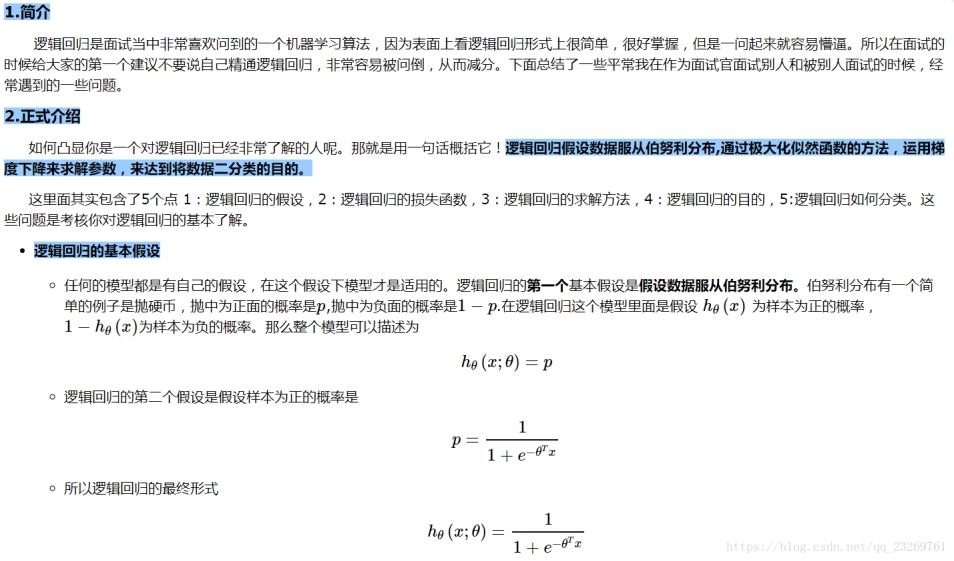 1.简介
逻辑回归是面试当中非常喜欢问到的一个机器学习算法，因为表面上看逻辑回归形式上很简单，很好掌握，但是一问起来就容易懵逼。所以在面试的
时候给大家的第一个建议不要说自己精通逻辑回归，非常容易被问倒，从而减分。下面总结了一些平常我在作为面试官面试别人和被别人面试的时候，经
常遇到的一些问题。
2.正式介绍
如何凸显你是一个对逻辑回归已经非常了解的人呢。那就是用一句话概括它！逻辑回归假设数据服从伯努利分布,通过极大化似然函数的方法，运用梯
度下降来求解参数，来达到将数据二分类的目的。
这里面其实包含了5个点 1：逻辑回归的假设，2：逻辑回归的损失函数，3：逻辑回归的求解方法，4：逻辑回归的目的，5:逻辑回归如何分类。这
些问题是考核你对逻辑回归的基本了解。
• 逻辑回归的基本假设
◦ 任何的模型都是有自己的假设，在这个假设下模型才是适用的。逻辑回归的第一个基本假设是假设数据服从伯努利分布。伯努利分布有一个简
单的例子是抛硬币，抛中为正面的概率是p,抛中为负面的概率是1 − p.在逻辑回归这个模型里面是假设 hθ (x) 为样本为正的概率，
1 − hθ (x)为样本为负的概率。那么整个模型可以描述为
hθ (x; θ) = p
◦ 逻辑回归的第二个假设是假设样本为正的概率是
p = 1 / (1 + e^{−θ^T x})
◦ 所以逻辑回归的最终形式
hθ (x; θ) = 1 / (1 + e^{−θ^T x})
https://blog.csdn.net/qq_23269761